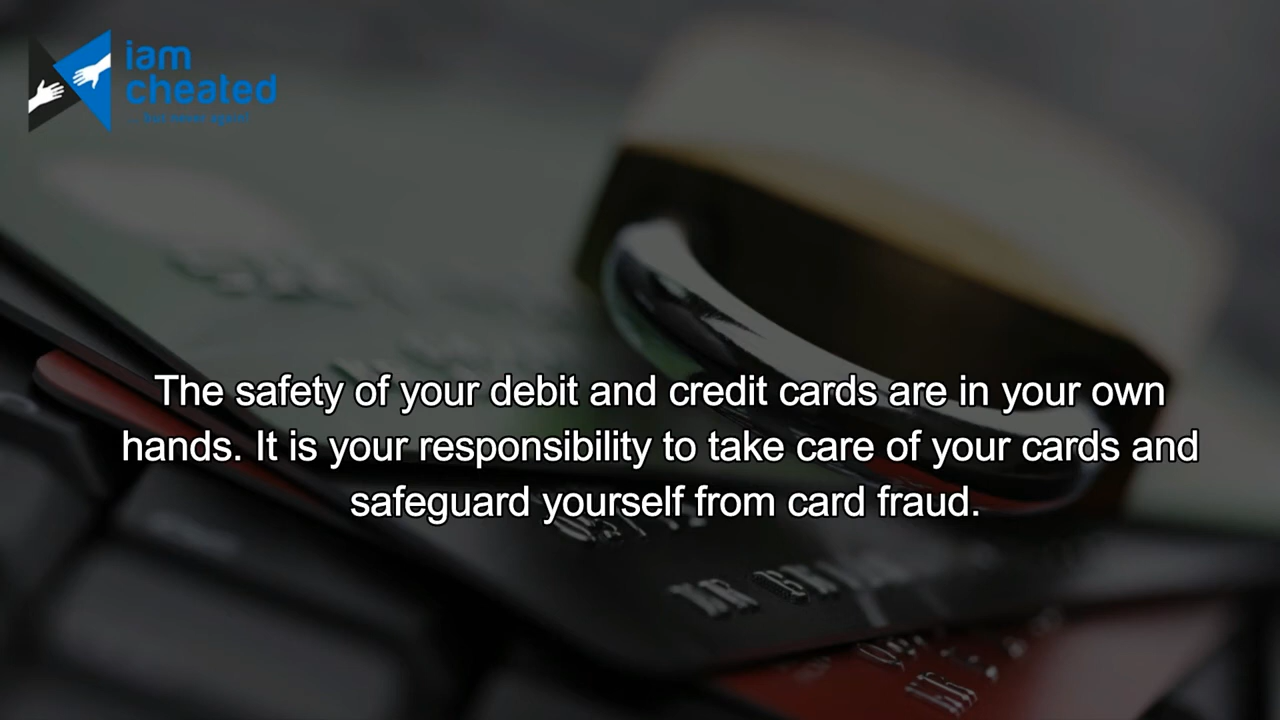 iam
cheated
The safety of your debit and credit cards are in your own
hands. It is your responsibility to take care of your cards and
safeguard yourself from card fraud.
MR